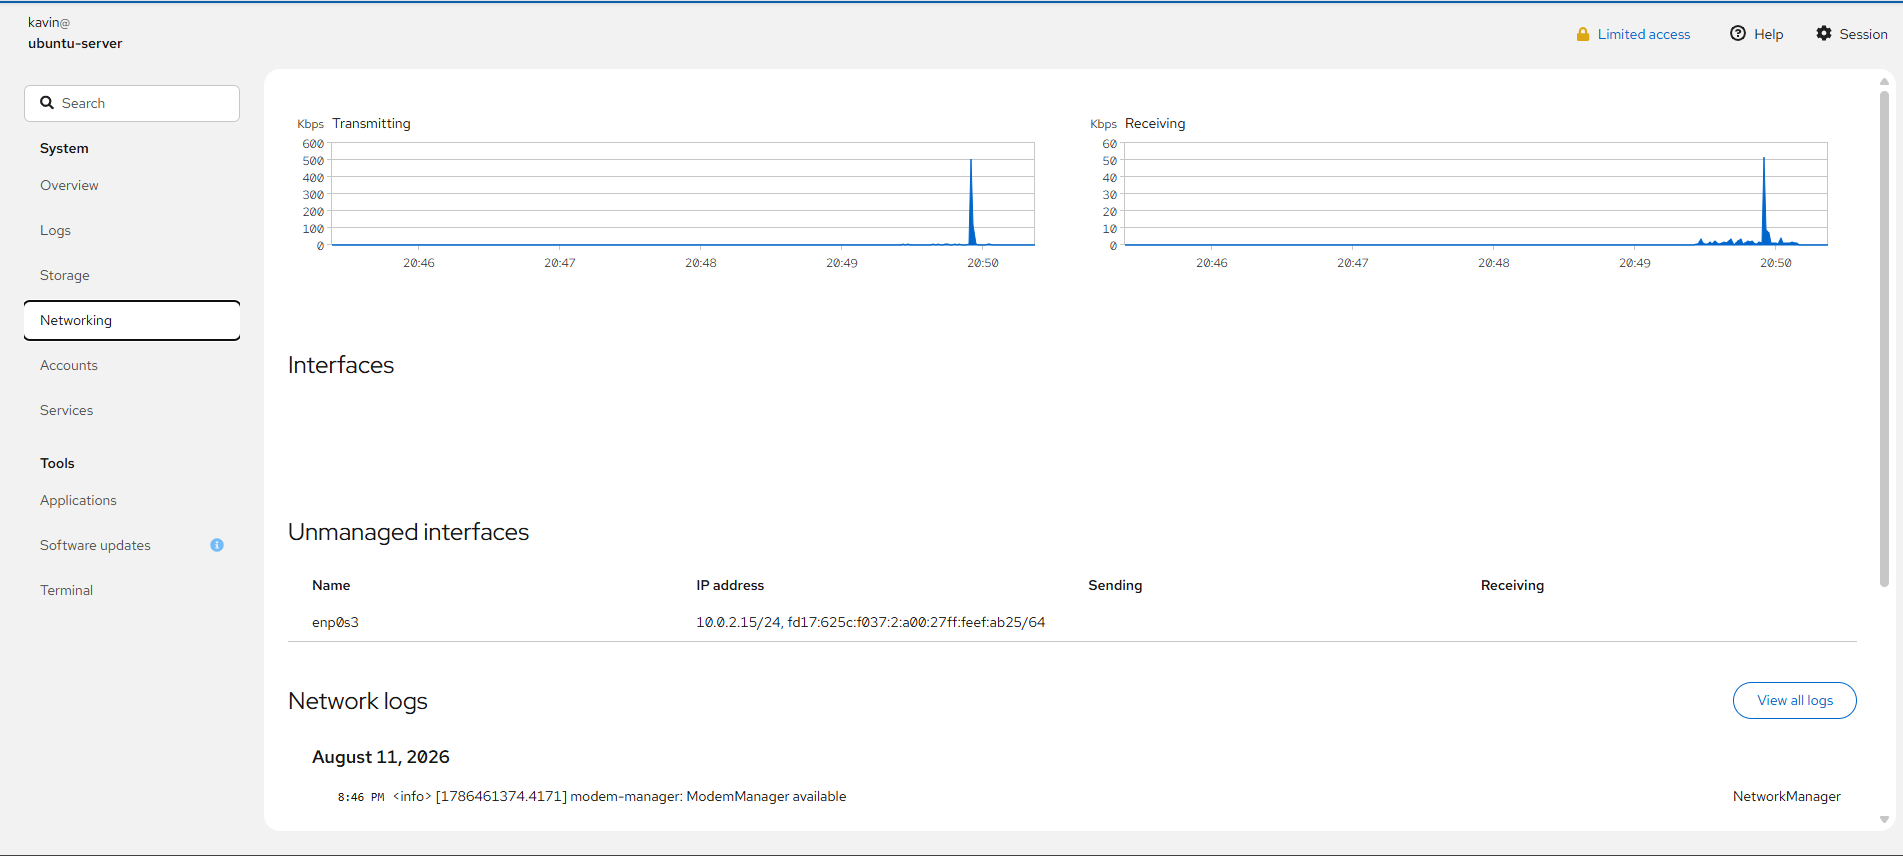 kavin@
ubuntu-server
Limited access
Help
Session
Search
System
Overview
Logs
Storage
Networking
Accounts
Services
Tools
Applications
Software updates
Terminal
Kbps Transmitting
600
500
400
300
200
100
0
20:46 20:47 20:48 20:49 20:50
Kbps Receiving
60
50
40
30
20
10
0
20:46 20:47 20:48 20:49 20:50
Interfaces
Unmanaged interfaces
Name IP address Sending Receiving
enp0s3 10.0.2.15/24, fd17:625c:f037:2:a00:27ff:feef:ab25/64
Network logs
View all logs
August 11, 2026
8:46 PM <info> [1786461374.4171] modem-manager: ModemManager available NetworkManager